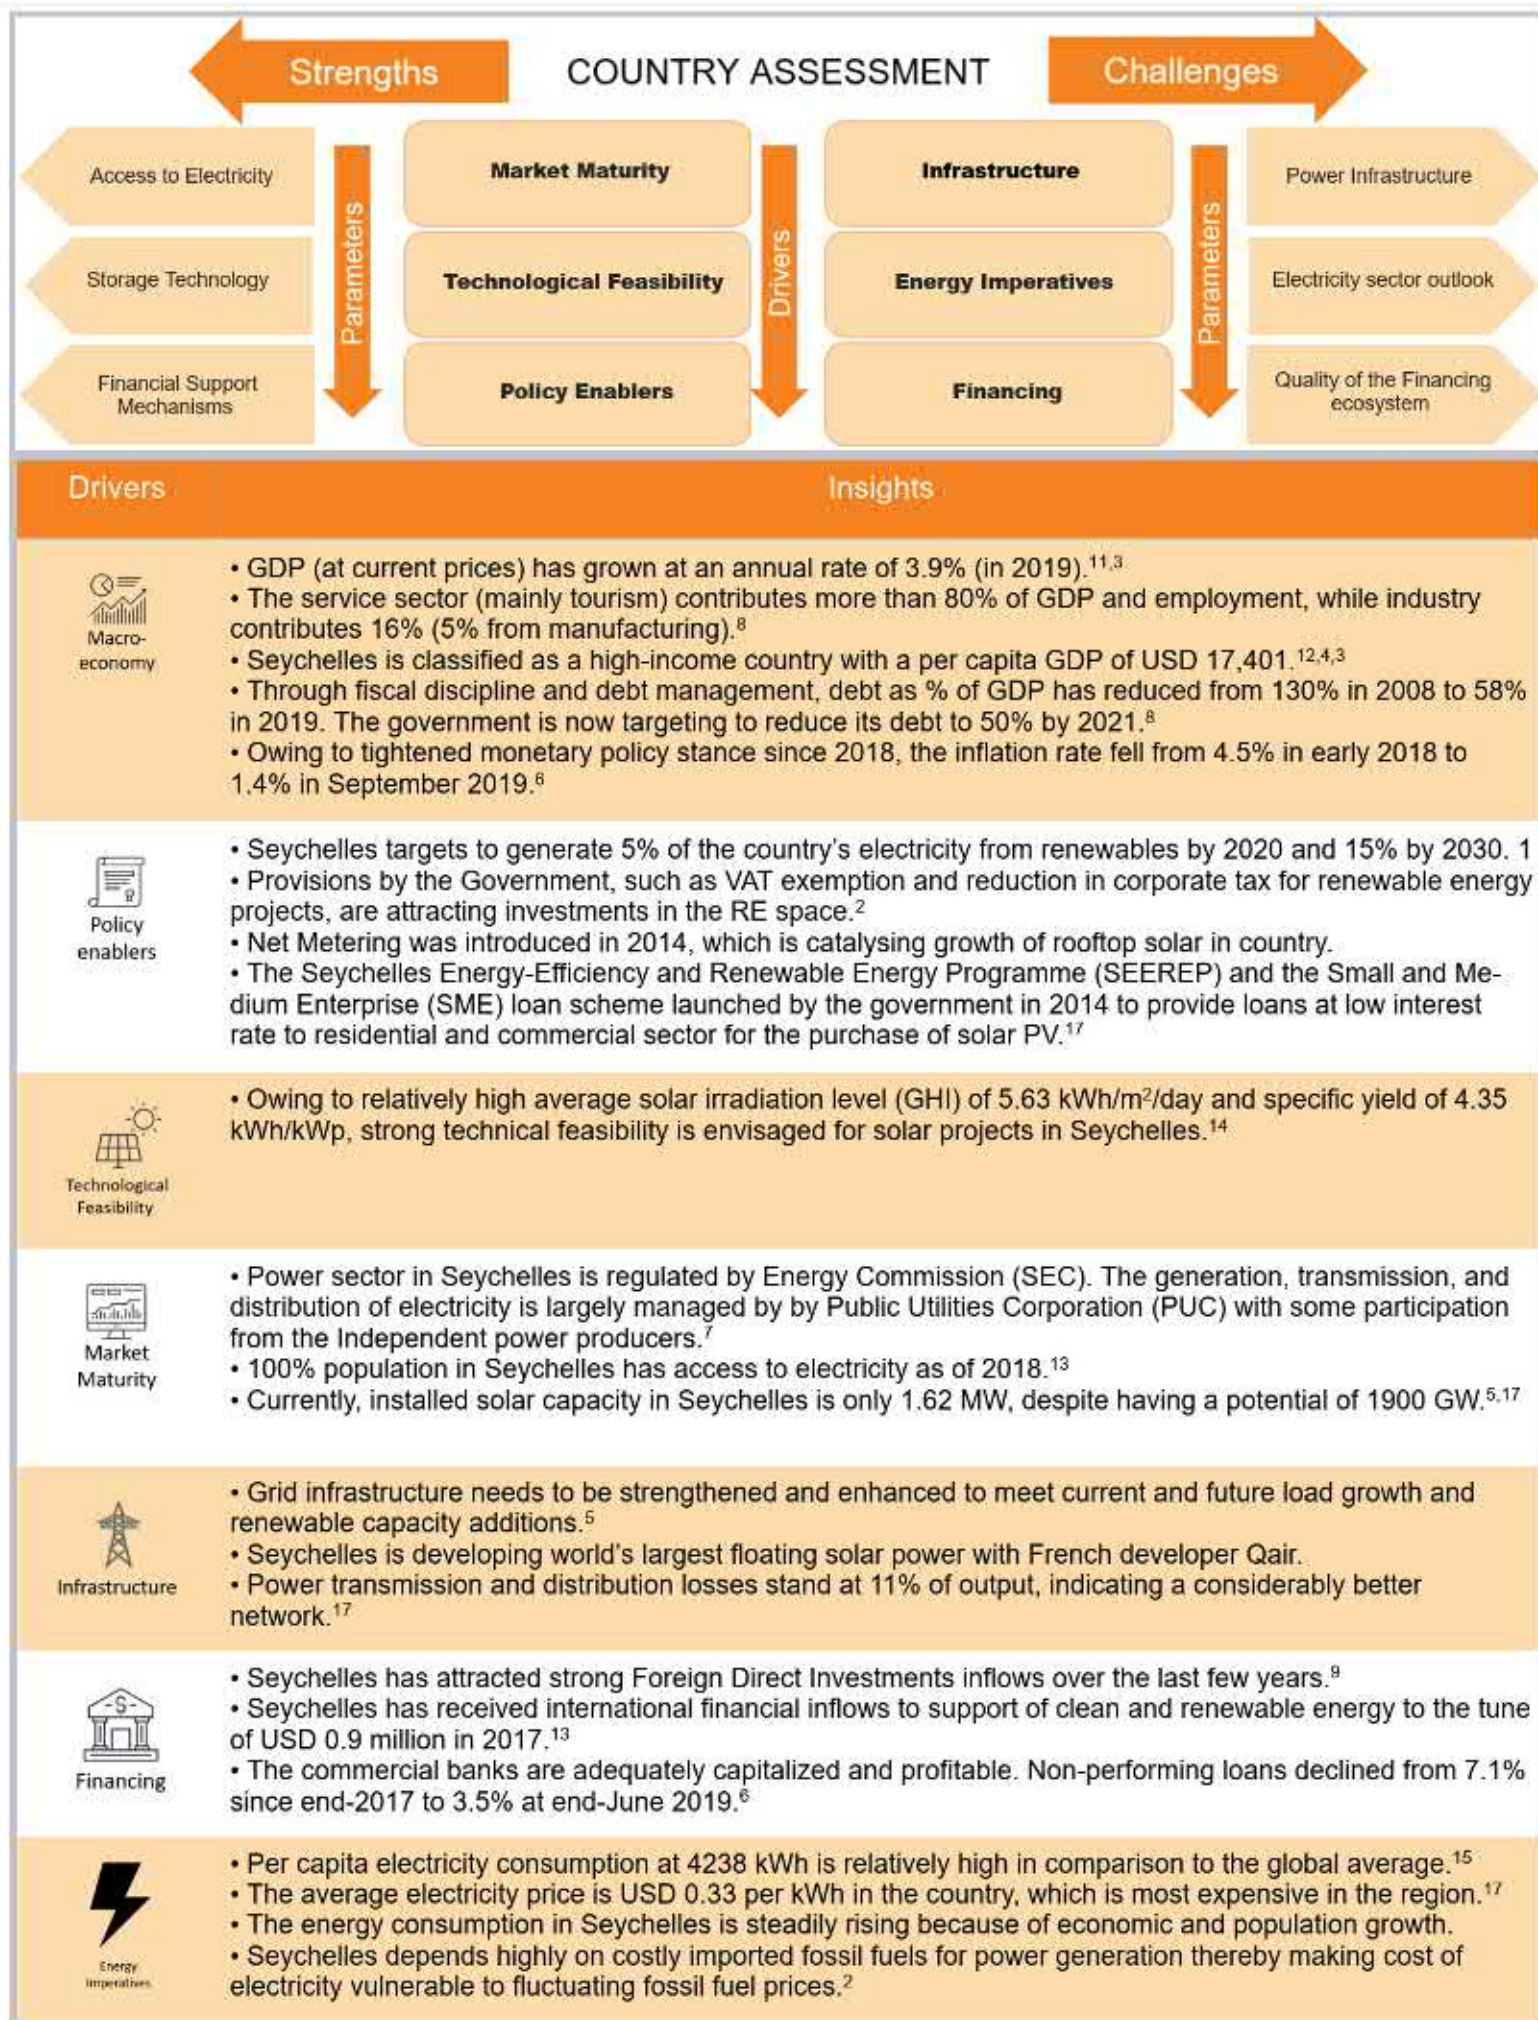 Strengths
COUNTRY ASSESSMENT
Challenges
Access to Electricity
Storage Technology
Financial Support
Mechanisms
Parameters
Market Maturity
Technological Feasibility
Policy Enablers
Drivers
Infrastructure
Energy Imperatives
Financing
Parameters
Power Infrastructure
Electricity sector outlook
Quality of the Financing
ecosystem
Drivers
Insights
Macro-
economy
• GDP (at current prices) has grown at an annual rate of 3.9% (in 2019).11,3
• The service sector (mainly tourism) contributes more than 80% of GDP and employment, while industry
contributes 16% (5% from manufacturing).8
• Seychelles is classified as a high-income country with a per capita GDP of USD 17,401.12,4,3
• Through fiscal discipline and debt management, debt as % of GDP has reduced from 130% in 2008 to 58%
in 2019. The government is now targeting to reduce its debt to 50% by 2021.8
• Owing to tightened monetary policy stance since 2018, the inflation rate fell from 4.5% in early 2018 to
1.4% in September 2019.6
Policy
enablers
• Seychelles targets to generate 5% of the country's electricity from renewables by 2020 and 15% by 2030. 1
• Provisions by the Government, such as VAT exemption and reduction in corporate tax for renewable energy
projects, are attracting investments in the RE space.2
• Net Metering was introduced in 2014, which is catalysing growth of rooftop solar in country.
• The Seychelles Energy-Efficiency and Renewable Energy Programme (SEEREP) and the Small and Me-
dium Enterprise (SME) loan scheme launched by the government in 2014 to provide loans at low interest
rate to residential and commercial sector for the purchase of solar PV.17
Technological
Feasibility
• Owing to relatively high average solar irradiation level (GHI) of 5.63 kWh/m2/day and specific yield of 4.35
kWh/kWp, strong technical feasibility is envisaged for solar projects in Seychelles.14
Market
Maturity
• Power sector in Seychelles is regulated by Energy Commission (SEC). The generation, transmission, and
distribution of electricity is largely managed by by Public Utilities Corporation (PUC) with some participation
from the Independent power producers.7
• 100% population in Seychelles has access to electricity as of 2018.13
• Currently, installed solar capacity in Seychelles is only 1.62 MW, despite having a potential of 1900 GW.5,17
Infrastructure
• Grid infrastructure needs to be strengthened and enhanced to meet current and future load growth and
renewable capacity additions.5
• Seychelles is developing world's largest floating solar power with French developer Qair.
• Power transmission and distribution losses stand at 11% of output, indicating a considerably better
network.17
-$-
Financing
• Seychelles has attracted strong Foreign Direct Investments inflows over the last few years.9
• Seychelles has received international financial inflows to support of clean and renewable energy to the tune
of USD 0.9 million in 2017.13
• The commercial banks are adequately capitalized and profitable. Non-performing loans declined from 7.1%
since end-2017 to 3.5% at end-June 2019.6
Energy
Imperatives
• Per capita electricity consumption at 4238 kWh is relatively high in comparison to the global average.15
• The average electricity price is USD 0.33 per kWh in the country, which is most expensive in the region.17
• The energy consumption in Seychelles is steadily rising because of economic and population growth.
• Seychelles depends highly on costly imported fossil fuels for power generation thereby making cost of
electricity vulnerable to fluctuating fossil fuel prices.2